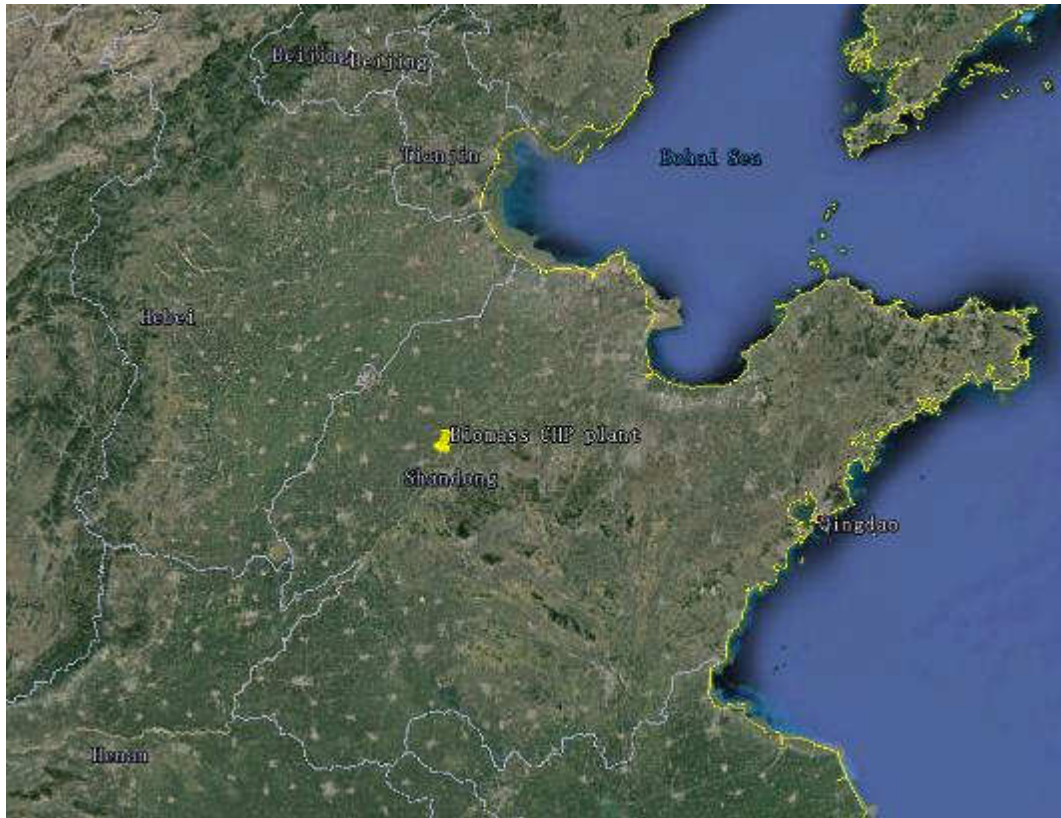 Beijing
Beijing
Tianjin
Bohai Sea
Hebei
Biomass CHP plant
Shandong
Qingdao
Henan